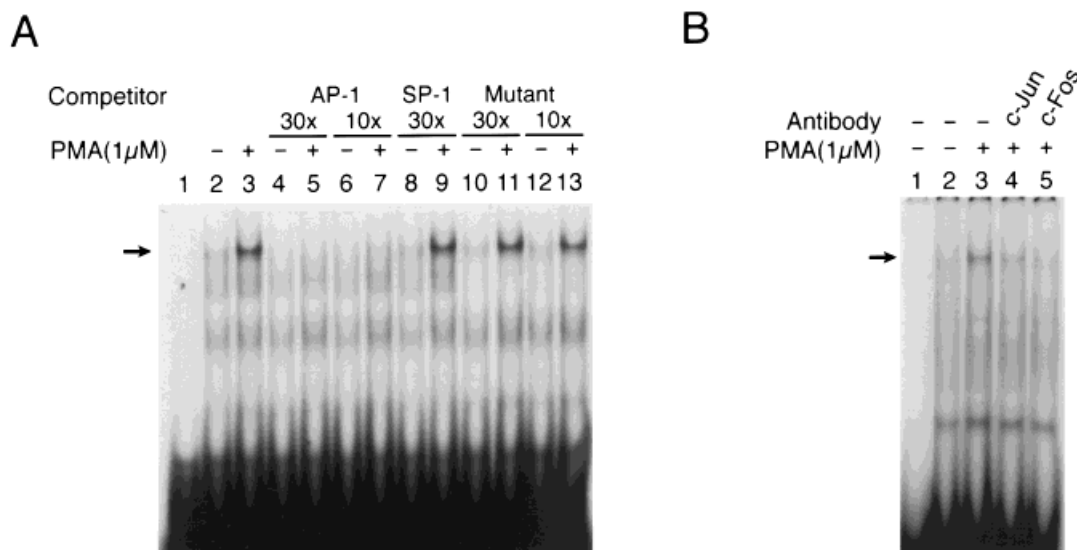 A
Competitor AP-1 SP-1 Mutant
30x 10x 30x 30x 10x
PMA(1μM) – + – + – + – + – + – +
1 2 3 4 5 6 7 8 9 10 11 12 13
B
Antibody – – – c-Jun c-Fos
PMA(1μM) – – + + +
1 2 3 4 5